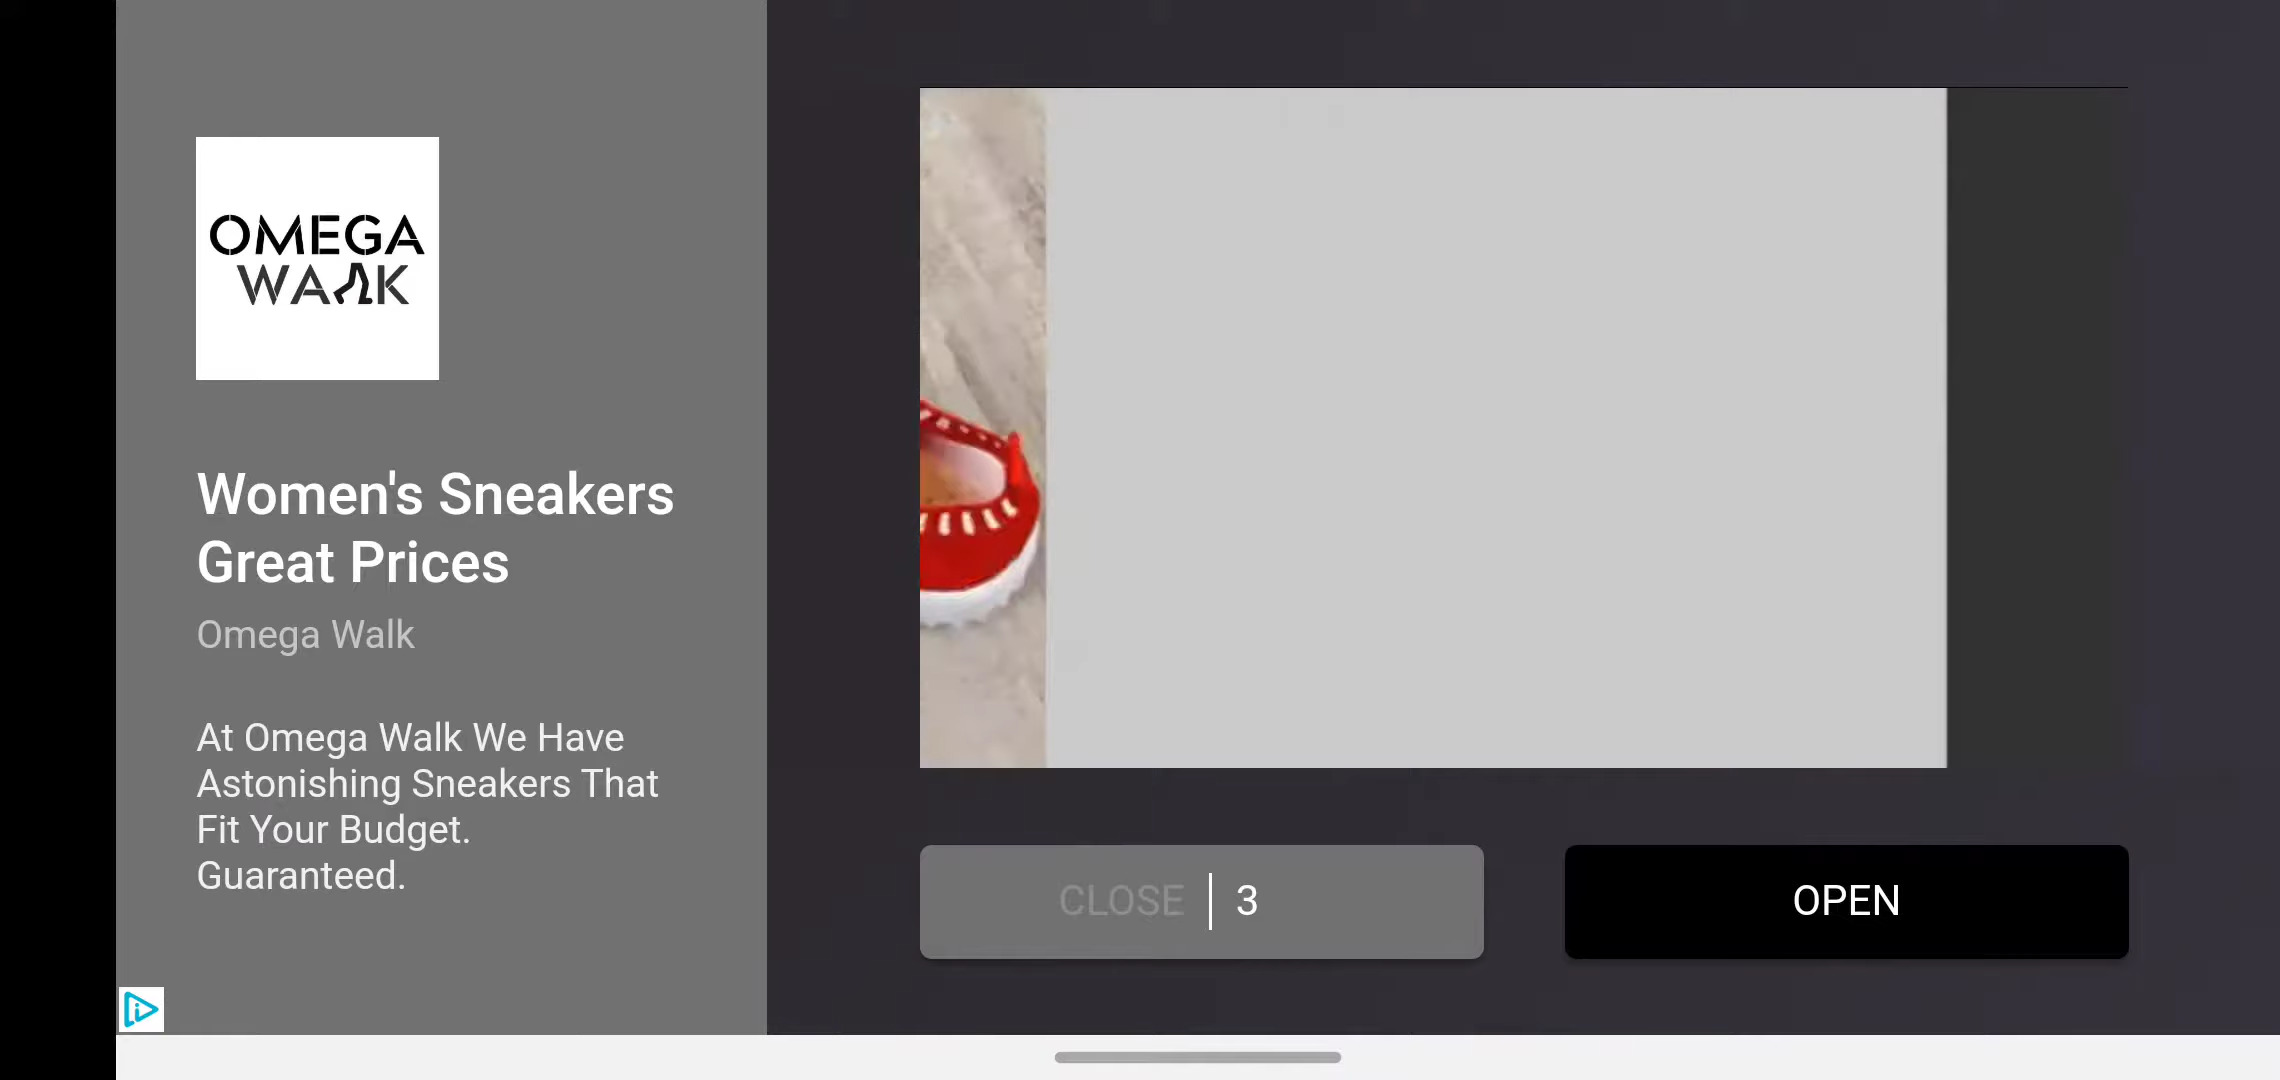 OMEGA
WALK
Women's Sneakers
Great Prices
Omega Walk
At Omega Walk We Have
Astonishing Sneakers That
Fit Your Budget.
Guaranteed.
CLOSE | 3
OPEN